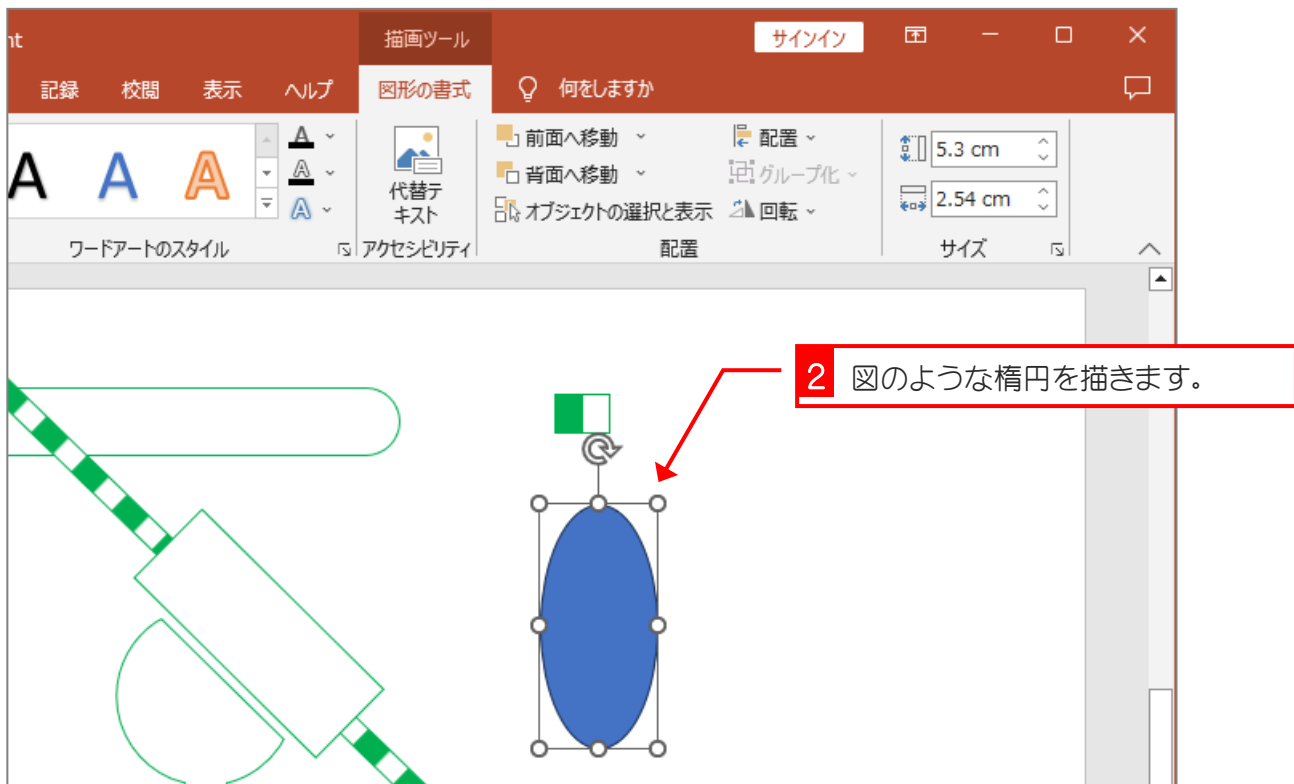 nt
描画ツール
サインイン
記録 校閲 表示 ヘルプ 図形の書式 何をしますか
A A A
A
A
A
代替テ
キスト
前面へ移動
背面へ移動
オブジェクトの選択と表示
配置
グループ化
回転
5.3 cm
2.54 cm
ワードアートのスタイル アクセシビリティ 配置 サイズ
2 図のような楕円を描きます。